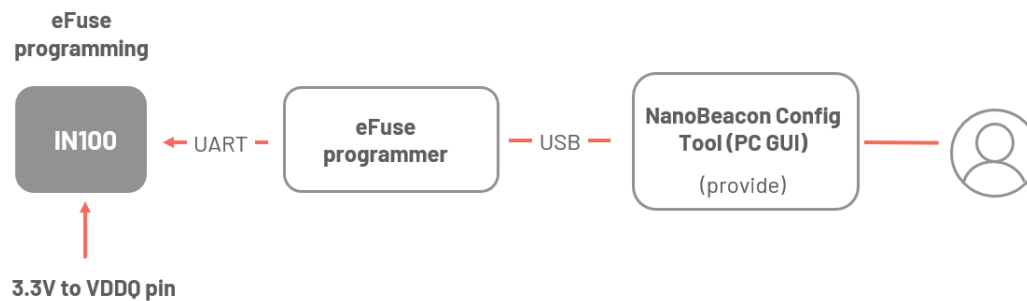 eFuse
programming
IN100
UART
eFuse
programmer
USB
NanoBeacon Config
Tool (PC GUI)
(provide)
3.3V to VDDQ pin